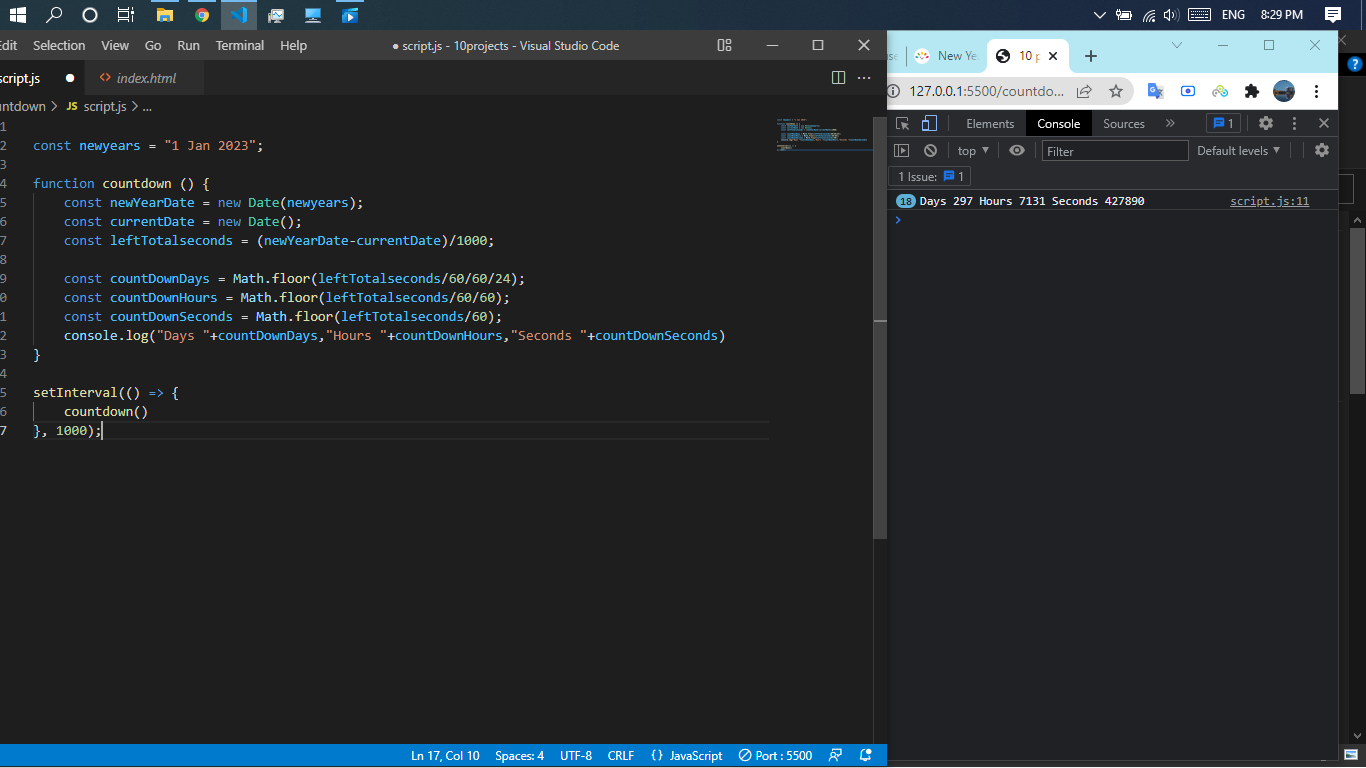 ENG 8:29 PM
dit Selection View Go Run Terminal Help ● script.js - 10projects - Visual Studio Code
script.js index.html
ntdown > JS script.js > ...
1
2 const newyears = "1 Jan 2023";
3
4 function countdown () {
5 const newYearDate = new Date(newyears);
6 const currentDate = new Date();
7 const leftTotalseconds = (newYearDate-currentDate)/1000;
8
9 const countDownDays = Math.floor(leftTotalseconds/60/60/24);
0 const countDownHours = Math.floor(leftTotalseconds/60/60);
1 const countDownSeconds = Math.floor(leftTotalseconds/60);
2 console.log("Days "+countDownDays,"Hours "+countDownHours,"Seconds "+countDownSeconds)
3 }
4
5 setInterval(() => {
6 countdown()
7 }, 1000);
Ln 17, Col 10 Spaces: 4 UTF-8 CRLF {} JavaScript Port : 5500
New Ye 10 p
127.0.0.1:5500/countdo...
Elements Console Sources 1
top Filter Default levels
1 Issue: 1
18 Days 297 Hours 7131 Seconds 427890 script.js:11